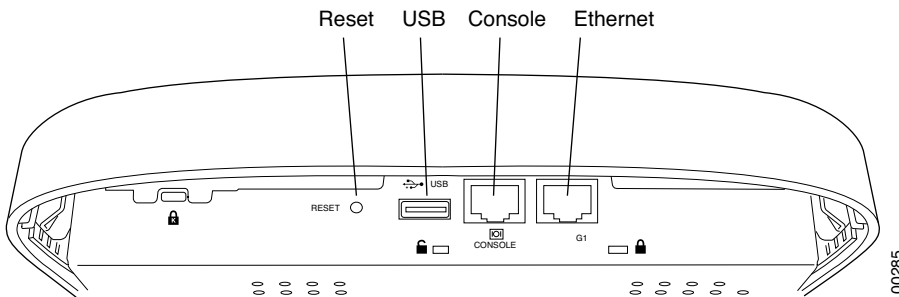 Reset USB Console Ethernet
USB
RESET
CONSOLE
G1
K
00285